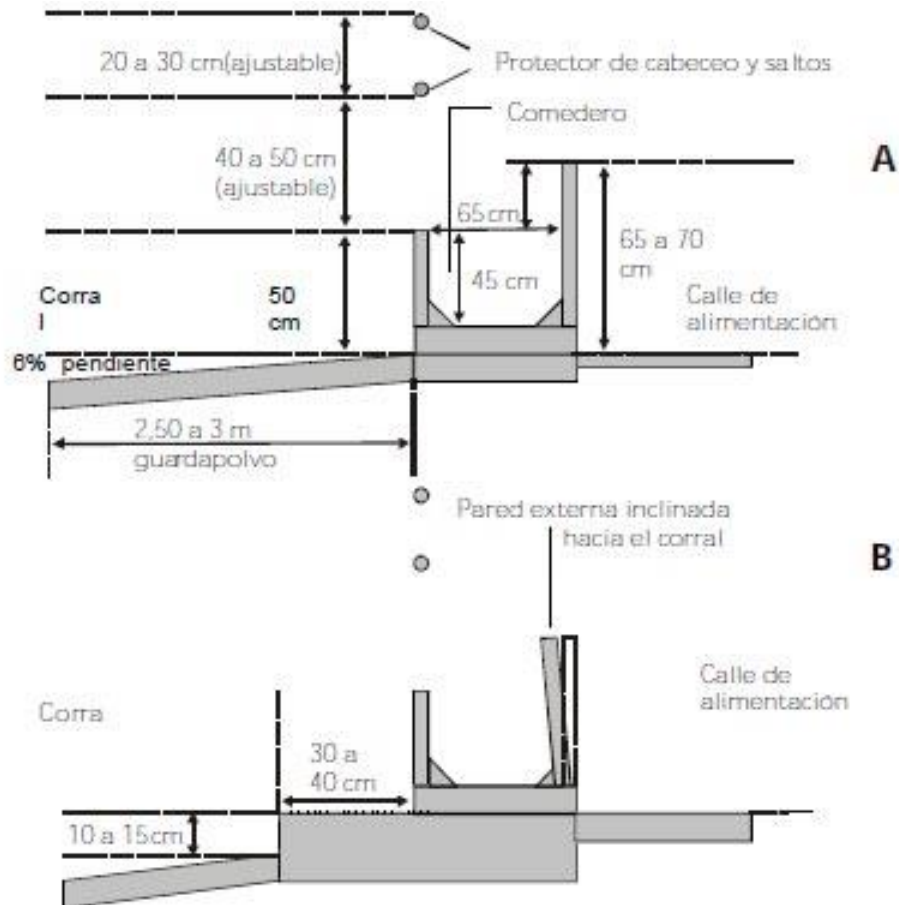 20 a 30 cm(ajustable)
Protector de cabeceo y saltos
Comedero
40 a 50 cm
(ajustable)
A
65 cm
65 a 70
cm
45 cm
Corra
l
50
cm
Calle de
alimentación
6% pendiente
2,50 a 3 m
guardapolvo
Pared externa inclinada
hacia el corral
B
Calle de
alimentación
Corra
30 a
40 cm
10 a 15cm